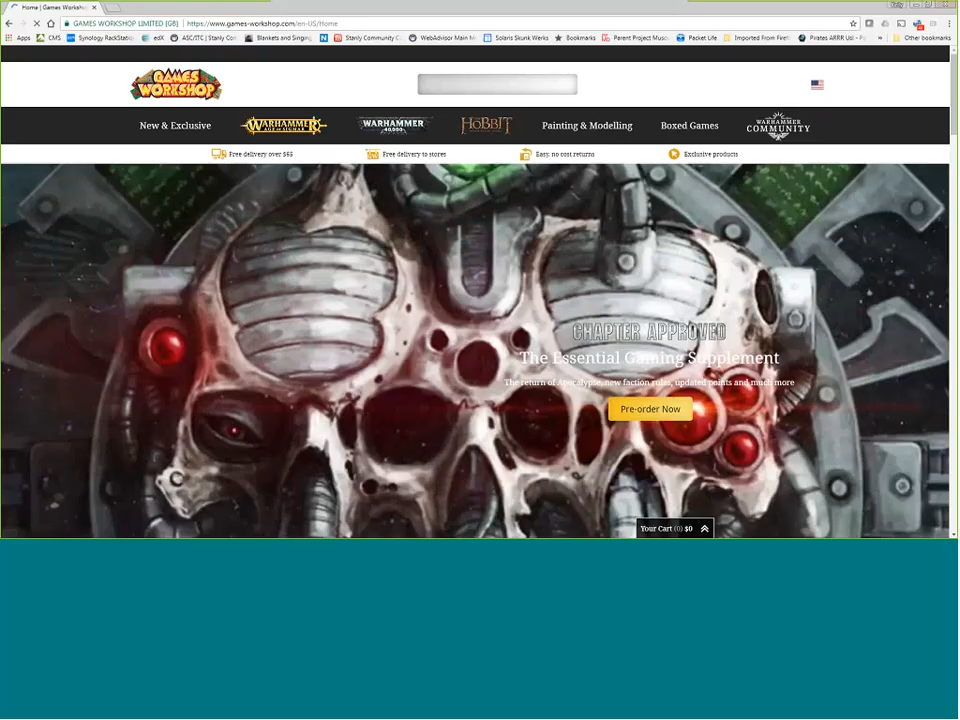 Home | Games Workshop
GAMES WORKSHOP LIMITED [GB] | https://www.games-workshop.com/en-US/Home
Apps CMS Synology RackStati edX ASC/ITC | Stanly Com Blankets and Singing N Stanly Community C WebAdvisor Main M Solaris Skunk Werks Bookmarks Parent Project Musc Packet Life Imported From Firef Pirates ARRR Us! - P » Other bookmarks
GAMES
WORKSHOP
New & Exclusive WARHAMMER AGE OF SIGMAR WARHAMMER 40,000 THE HOBBIT Painting & Modelling Boxed Games WARHAMMER COMMUNITY
Free delivery over $65 Free delivery to stores Easy, no cost returns Exclusive products
CHAPTER APPROVED
The Essential Gaming Supplement
The return of Apocalypse, new faction rules, updated points and much more
Pre-order Now
Your Cart (0) $0